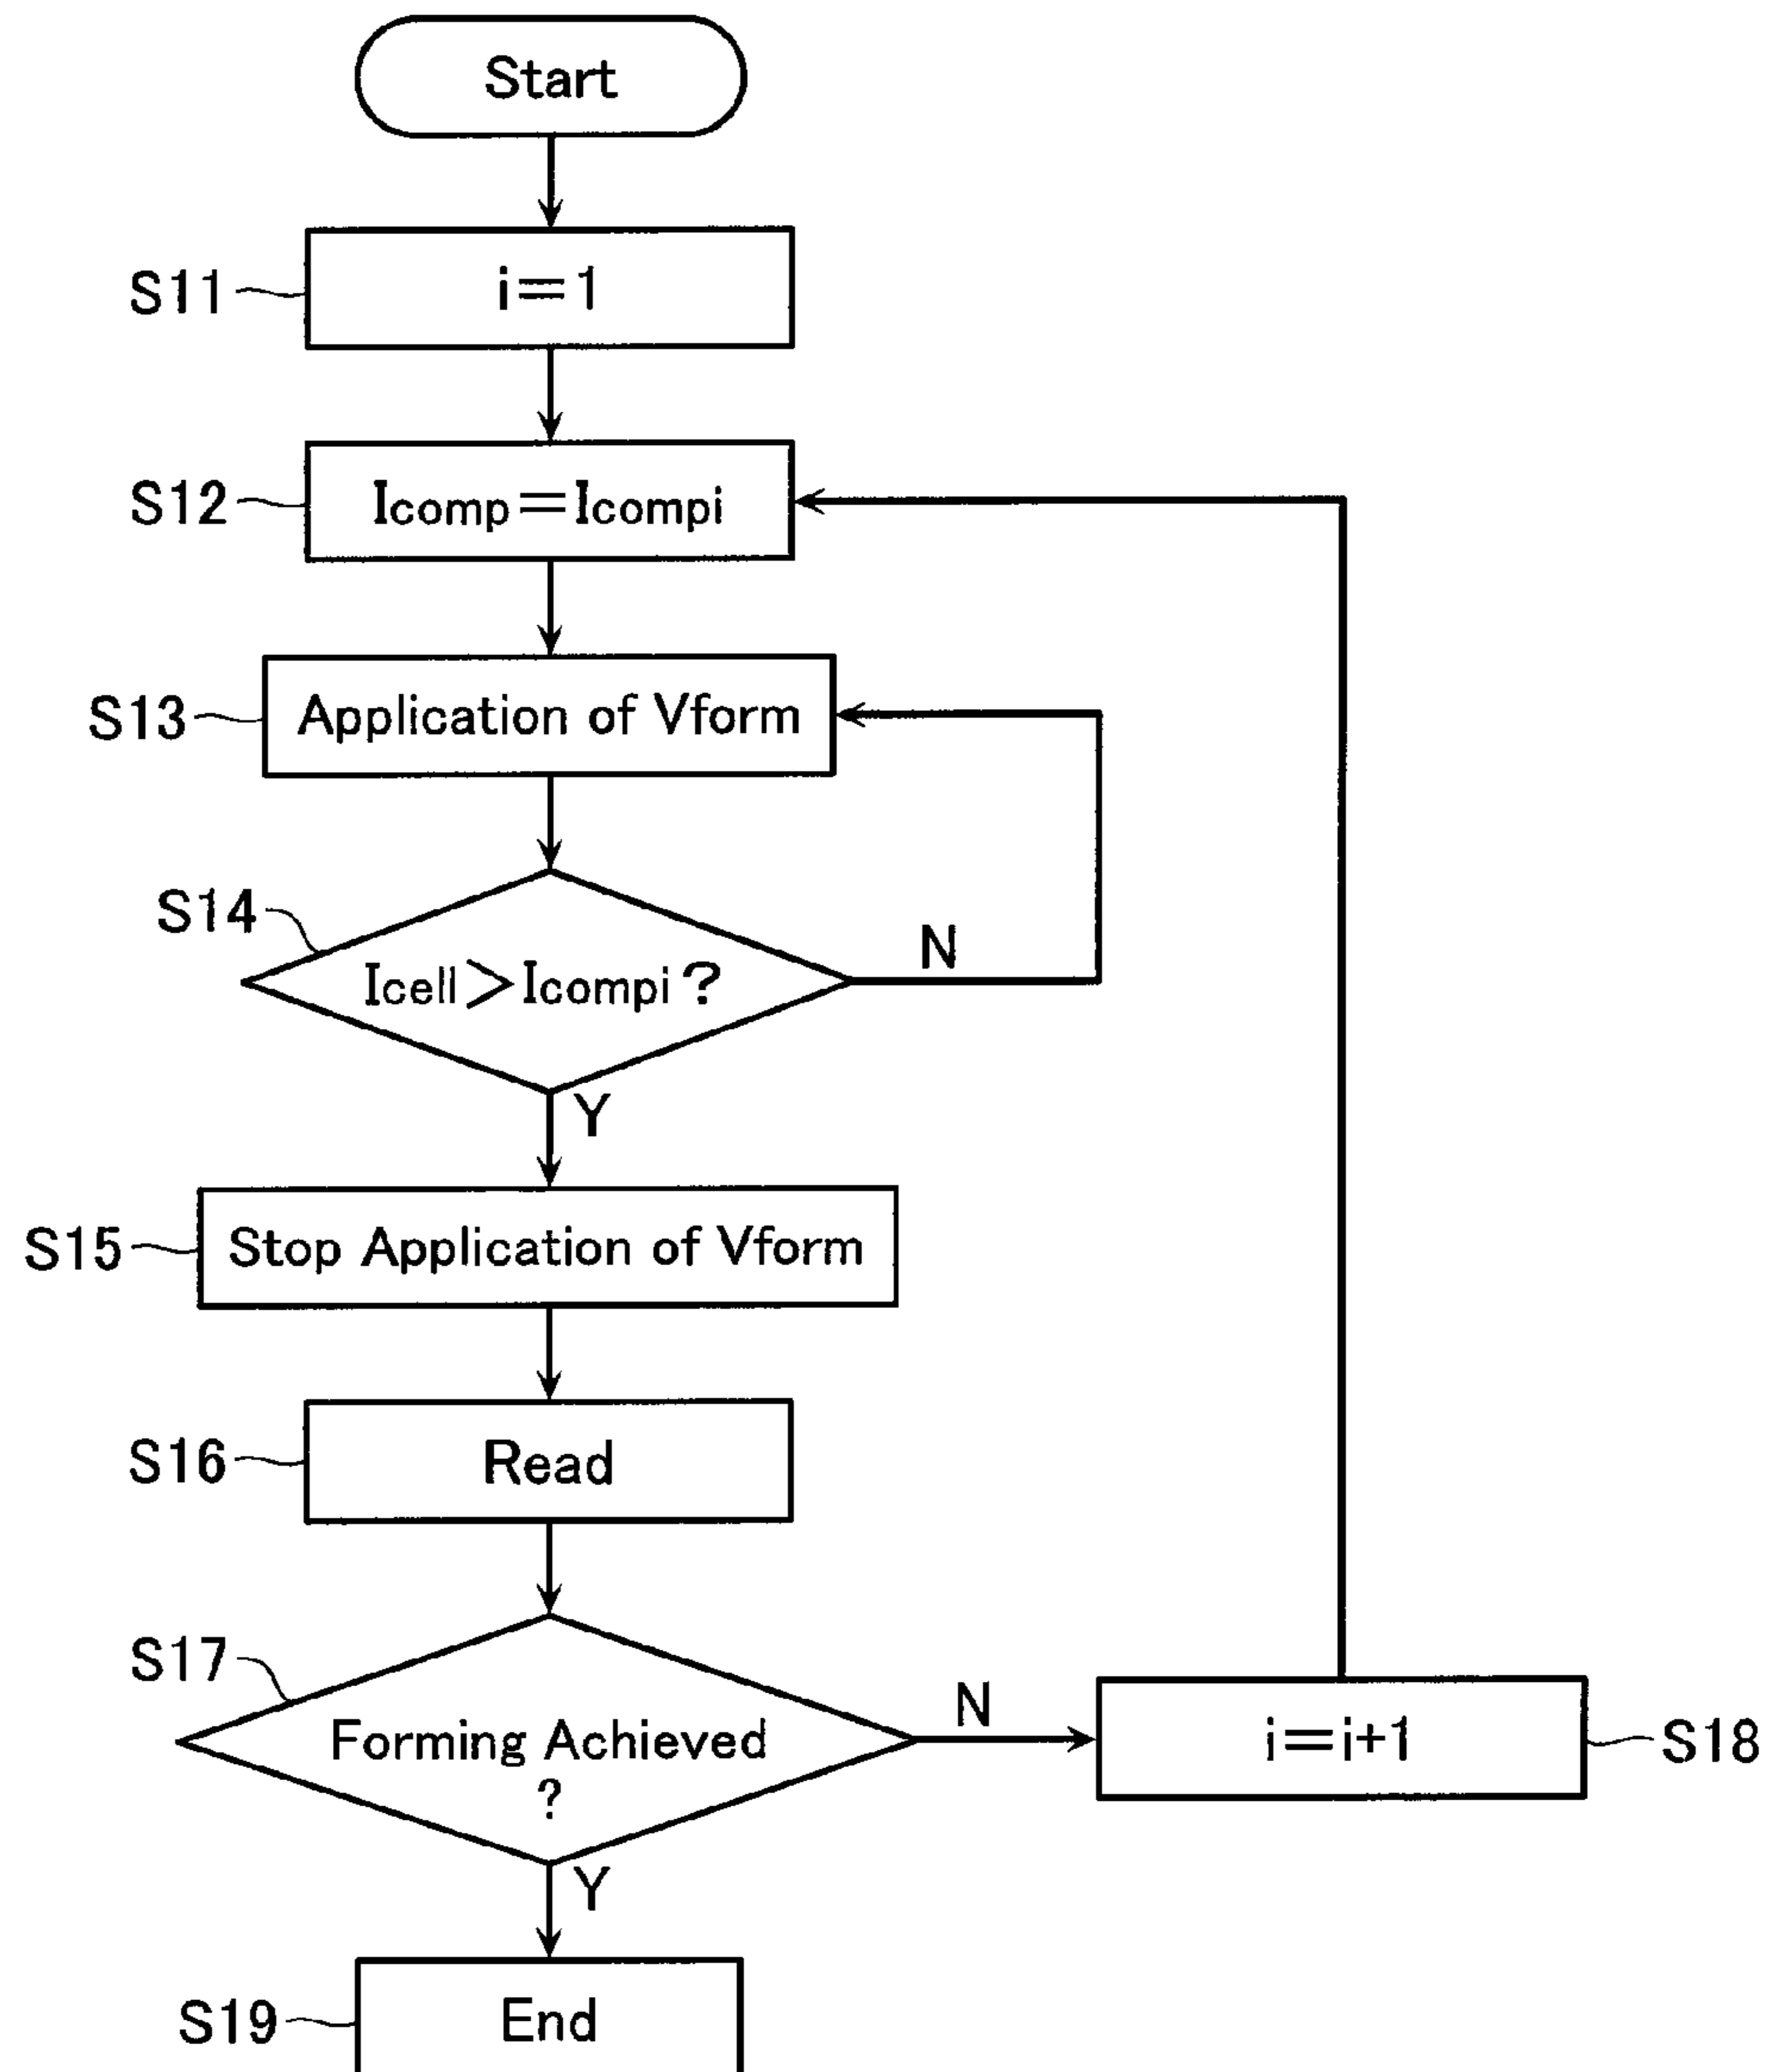 Start
S11
i=1
S12
Icomp=Icompi
S13
Application of Vform
S14
Icell>Icompi?
N
Y
S15
Stop Application of Vform
S16
Read
S17
Forming Achieved
?
N
i=i+1
S18
Y
S19
End